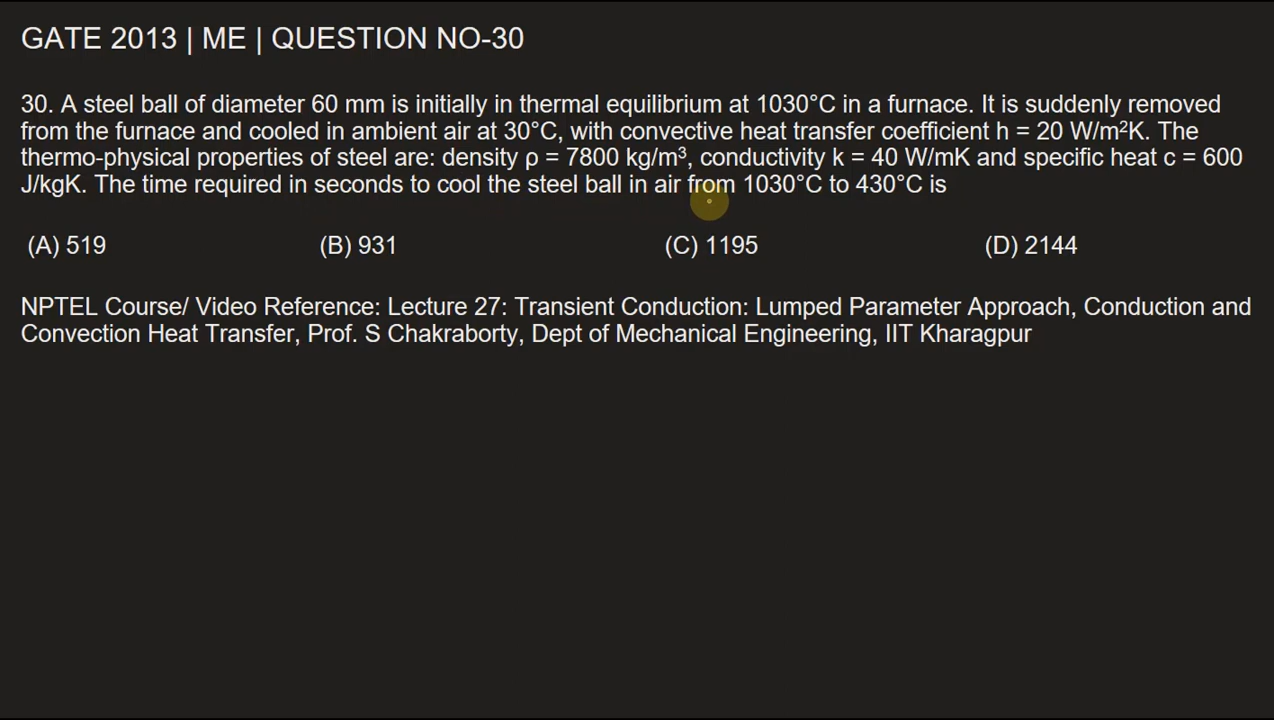 GATE 2013 | ME | QUESTION NO-30
30. A steel ball of diameter 60 mm is initially in thermal equilibrium at 1030°C in a furnace. It is suddenly removed
from the furnace and cooled in ambient air at 30°C, with convective heat transfer coefficient h = 20 W/m²K. The
thermo-physical properties of steel are: density ρ = 7800 kg/m³, conductivity k = 40 W/mK and specific heat c = 600
J/kgK. The time required in seconds to cool the steel ball in air from 1030°C to 430°C is
(A) 519 (B) 931 (C) 1195 (D) 2144
NPTEL Course/ Video Reference: Lecture 27: Transient Conduction: Lumped Parameter Approach, Conduction and
Convection Heat Transfer, Prof. S Chakraborty, Dept of Mechanical Engineering, IIT Kharagpur